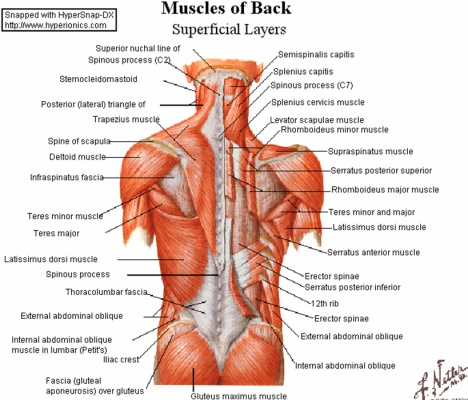 Muscles of Back
Superficial Layers
Snapped with HyperSnap-DX
http://www.hyperionics.com
Superior nuchal line of
Spinous process (C2)
Sternocleidomastoid
Posterior (lateral) triangle of
Trapezius muscle
Spine of scapula
Deltoid muscle
Infraspinatus fascia
Teres minor muscle
Teres major
Latissimus dorsi muscle
Spinous process
Thoracolumbar fascia
External abdominal oblique
Internal abdominal oblique
muscle in lumbar (Petit's)
Iliac crest
Fascia (gluteal
aponeurosis) over gluteus
Gluteus maximus muscle
Semispinalis capitis
Splenius capitis
Spinous process (C7)
Splenius cervicis muscle
Levator scapulae muscle
Rhomboideus minor muscle
Supraspinatus muscle
Serratus posterior superior
Rhomboideus major muscle
Teres minor and major
Latissimus dorsi muscle
Serratus anterior muscle
Erector spinae
Serratus posterior inferior
12th rib
Erector spinae
External abdominal oblique
Internal abdominal oblique
F. Netter
M.D.